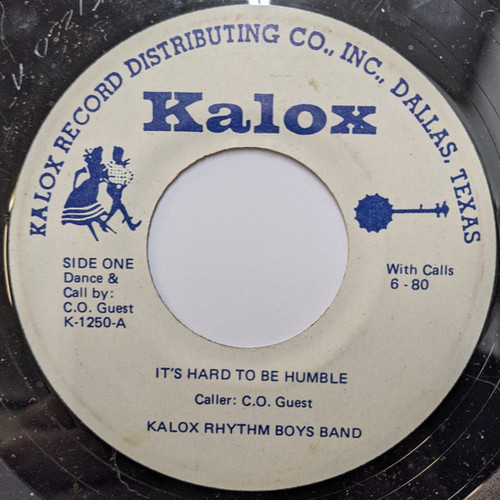 KALOX RECORD DISTRIBUTING CO., INC., DALLAS, TEXAS
Kalox
SIDE ONE
Dance &
Call by:
C.O. Guest
K-1250-A
With Calls
6 - 80
IT'S HARD TO BE HUMBLE
Caller: C.O. Guest
KALOX RHYTHM BOYS BAND